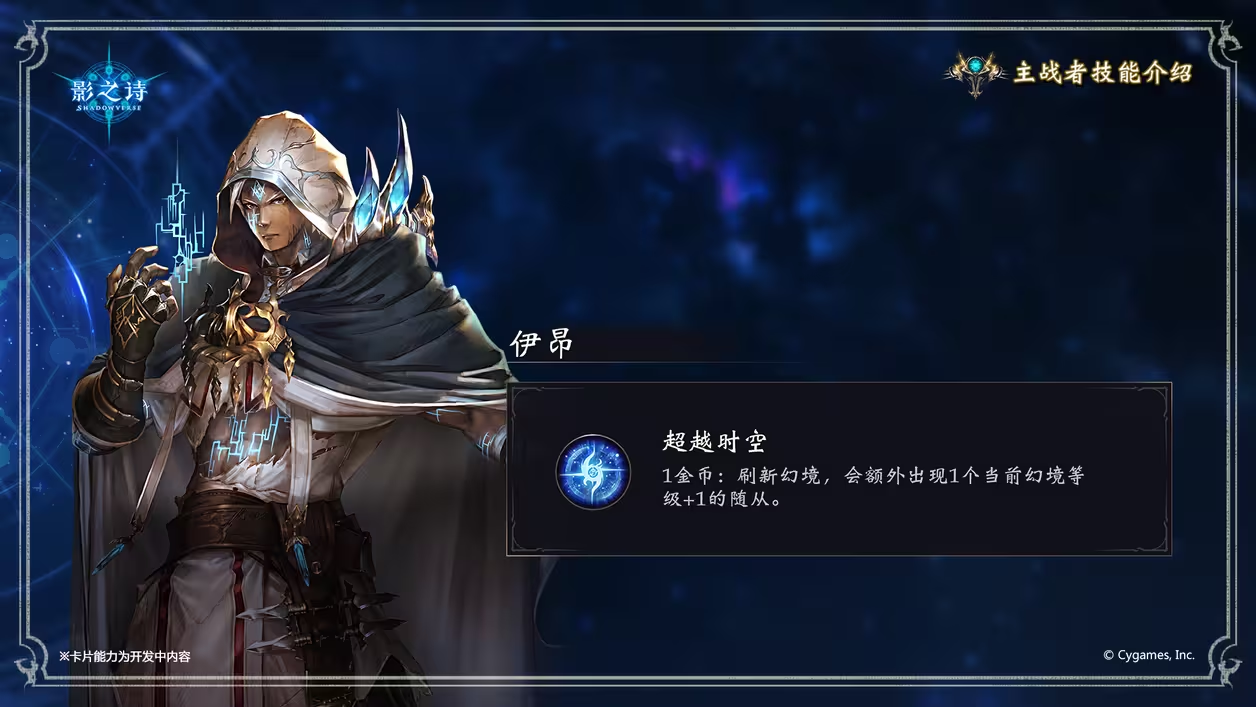 影之诗
SHADOWVERSE
主战者技能介绍
伊昂
超越时空
1金币：刷新幻境，会额外出现1个当前幻境等
级+1的随从。
※卡片能力为开发中内容
© Cygames, Inc.